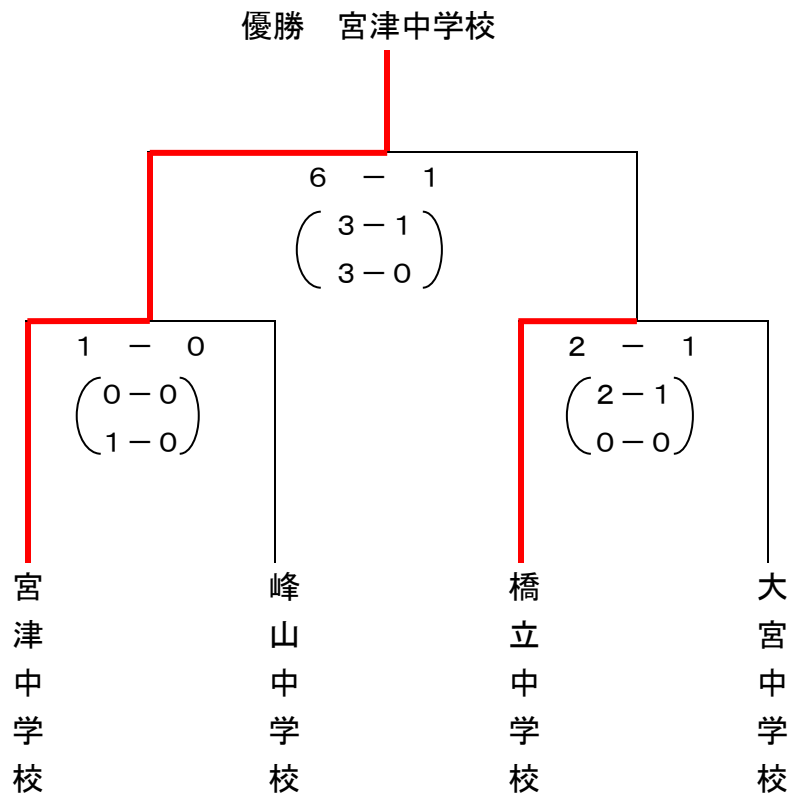 優勝　宮津中学校
６　－　１
３－１
３－０
１　－　０
０－０
１－０
２　－　１
２－１
０－０
宮津中学校
峰山中学校
橋立中学校
大宮中学校